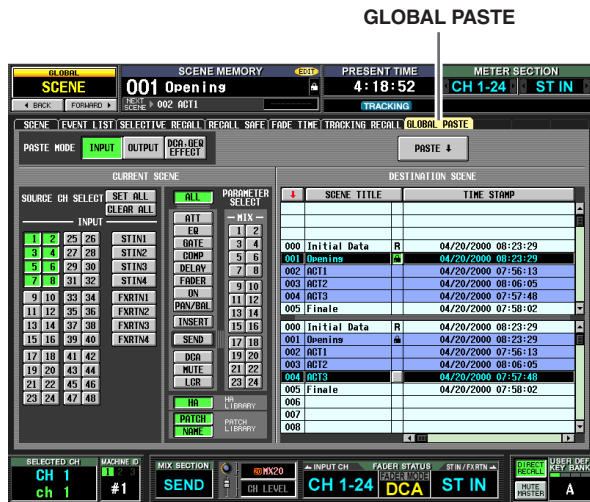 GLOBAL PASTE
GLOBAL SCENE MEMORY EDIT PRESENT TIME METER SECTION
SCENE 001 Opening 4:18:52 CH 1-24 ST IN
BACK FORWARD NEXT SCENE 002 ACT1 TRACKING
SCENE EVENT LIST SELECTIVE RECALL RECALL SAFE FADE TIME TRACKING RECALL GLOBAL PASTE
PASTE MODE INPUT OUTPUT DCA,GEQ EFFECT PASTE
CURRENT SCENE DESTINATION SCENE
SOURCE CH SELECT SET ALL CLEAR ALL ALL PARAMETER SELECT SCENE TITLE TIME STAMP
INPUT ATT MIX
1 2 25 26 STIN1 EQ 1 2
3 4 27 28 STIN2 GATE 3 4
5 6 29 30 STIN3 COMP 5 6
7 8 31 32 STIN4 DELAY 7 8
9 10 33 34 FXRTN1 FADER 9 10
11 12 35 36 FXRTN2 ON 11 12
13 14 37 38 FXRTN3 PAN/BAL 13 14
15 16 39 40 FXRTN4 INSERT 15 16
17 18 41 42 SEND 17 18
19 20 43 44 DCA 19 20
21 22 45 46 MUTE 21 22
23 24 47 48 LCR 23 24
HA HA LIBRARY
PATCH NAME PATCH LIBRARY
000 Initial Data R 04/20/2000 08:23:29
001 Opening 04/20/2000 08:23:29
002 ACT1 04/20/2000 07:56:13
003 ACT2 04/20/2000 08:06:05
004 ACT3 04/20/2000 07:57:48
005 Finale 04/20/2000 07:58:02
000 Initial Data R 04/20/2000 08:23:29
001 Opening 04/20/2000 08:23:29
002 ACT1 04/20/2000 07:56:13
003 ACT2 04/20/2000 08:06:05
004 ACT3 04/20/2000 07:57:48
005 Finale 04/20/2000 07:58:02
006
007
008
SELECTED CH MACHINE ID MIX SECTION INPUT CH FADER STATUS ST IN/FXRTN DIRECT RECALL USER DEF KEY BANK
CH 1 1 2 3 SEND MX20 CH 1-24 FADER MODE ST IN
ch 1 #1 CH LEVEL DCA MUTE MASTER A